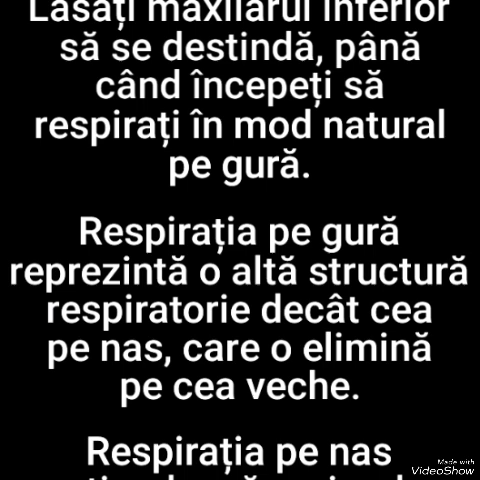 Lăsați maxilarul inferior
să se destindă, până
când începeți să
respirați în mod natural
pe gură.
Respirația pe gură
reprezintă o altă structură
respiratorie decât cea
pe nas, care o elimină
pe cea veche.
Respirația pe nas
Made with
VideoShow